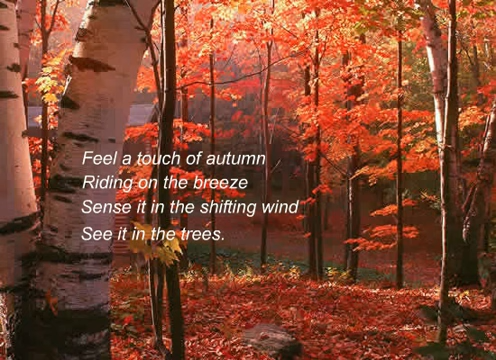 Feel a touch of autumn
Riding on the breeze
Sense it in the shifting wind
See it in the trees.